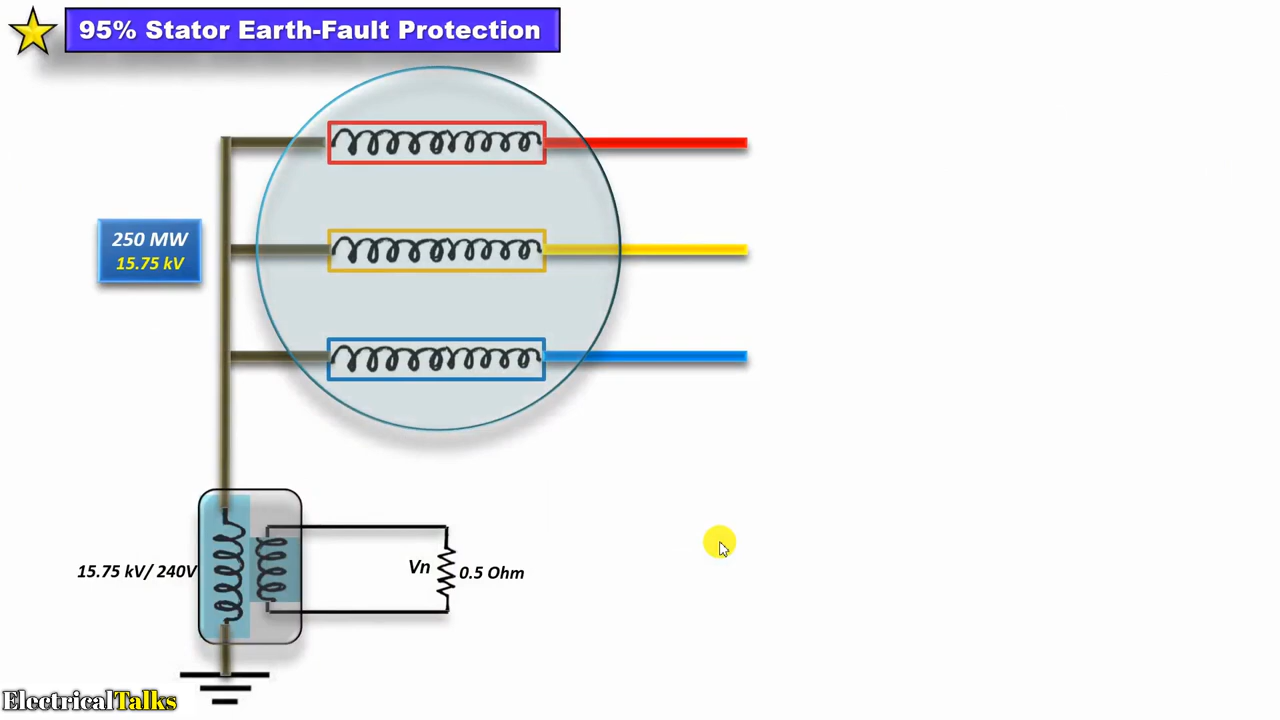 95% Stator Earth-Fault Protection
250 MW
15.75 kV
15.75 kV/ 240V
Vn
0.5 Ohm
ElectricalTalks